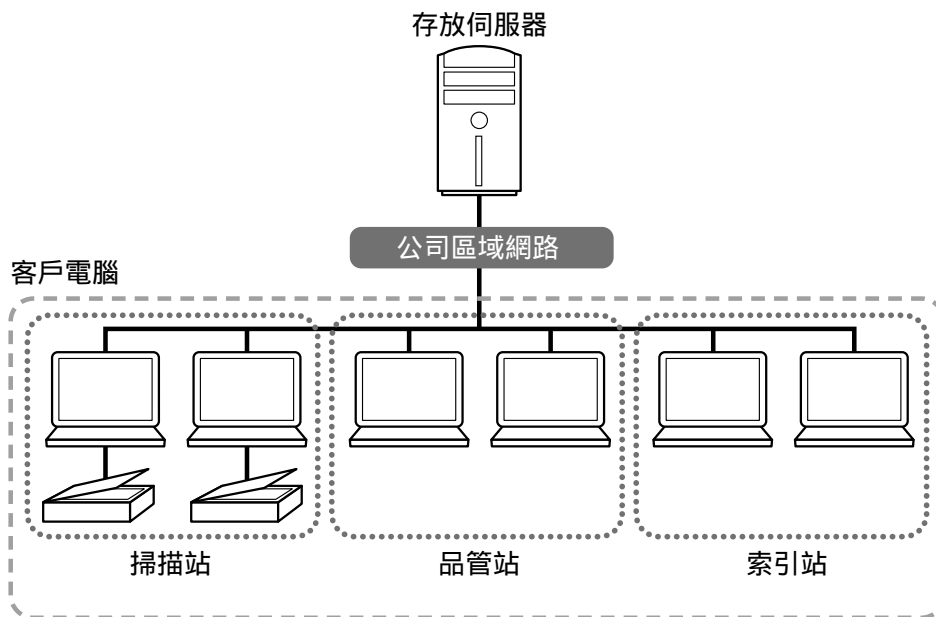 存放伺服器
公司區域網路
客戶電腦
掃描站
品管站
索引站